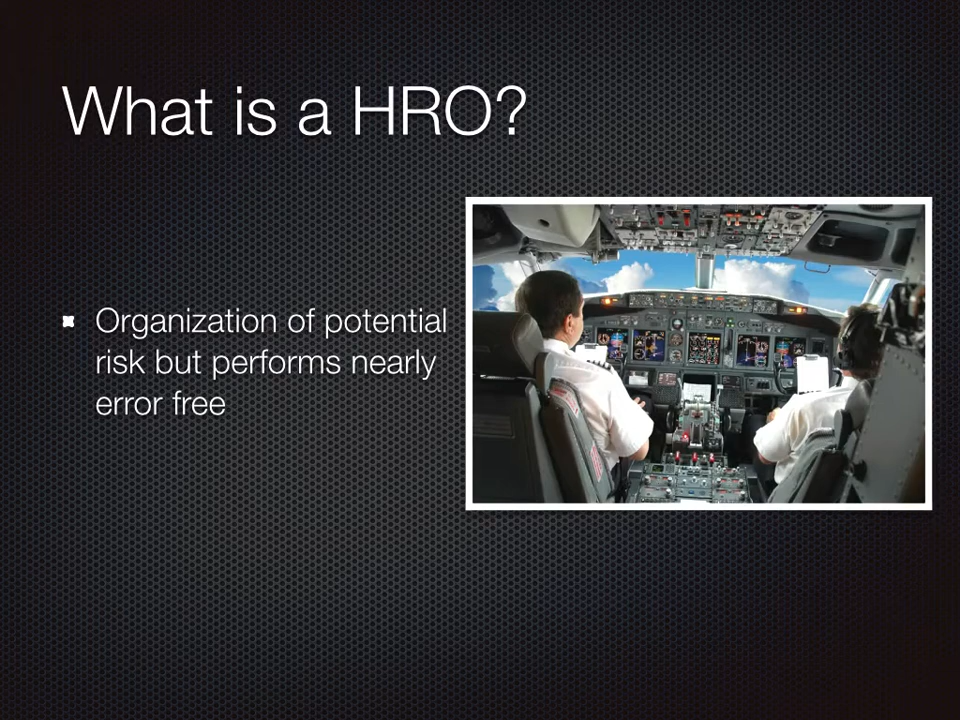 What is a HRO?
Organization of potential
risk but performs nearly
error free